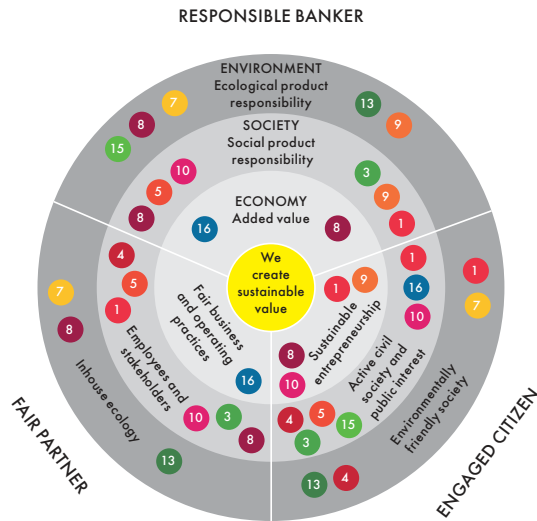 RESPONSIBLE BANKER
ENVIRONMENT
Ecological product
responsibility
7
8
15
13
9
SOCIETY
Social product
responsibility
10
5
8
3
9
1
ECONOMY
Added value
16
8
We
create
sustainable
value
FAIR PARTNER
Fair business
and operating
practices
16
Employees and
stakeholders
4
5
1
10
3
8
Inhouse ecology
7
8
13
ENGAGED CITIZEN
Sustainable
entrepreneurship
1
9
8
10
Active civil
society and
public interest
1
16
10
4
5
3
15
Environmentally
friendly society
1
7
13
4